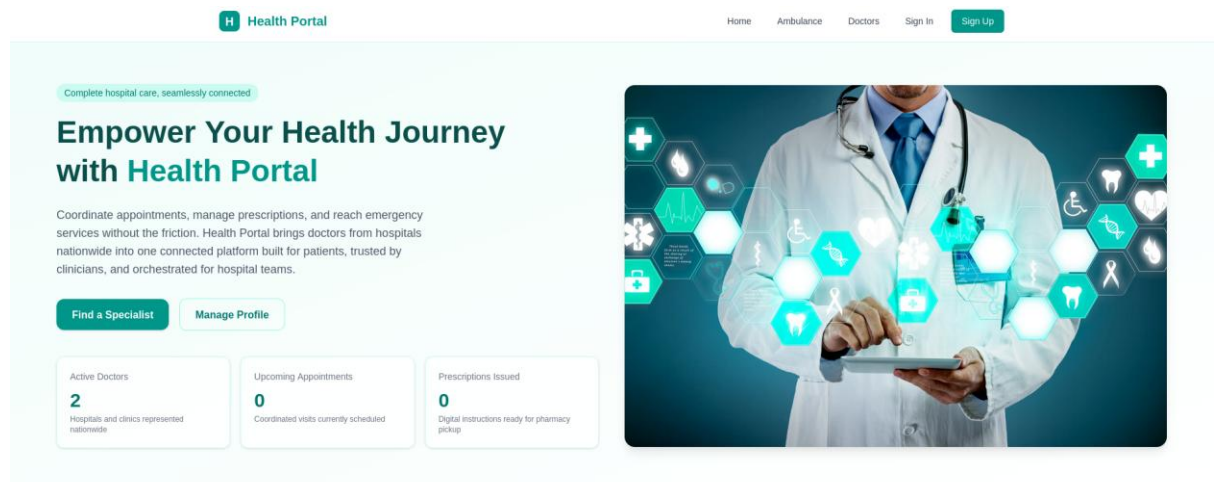 H Health Portal
Home Ambulance Doctors Sign In Sign Up
Complete hospital care, seamlessly connected
Empower Your Health Journey
with Health Portal
Coordinate appointments, manage prescriptions, and reach emergency
services without the friction. Health Portal brings doctors from hospitals
nationwide into one connected platform built for patients, trusted by
clinicians, and orchestrated for hospital teams.
Find a Specialist Manage Profile
Active Doctors
2
Hospitals and clinics represented
nationwide
Upcoming Appointments
0
Coordinated visits currently scheduled
Prescriptions Issued
0
Digital instructions ready for pharmacy
pickup